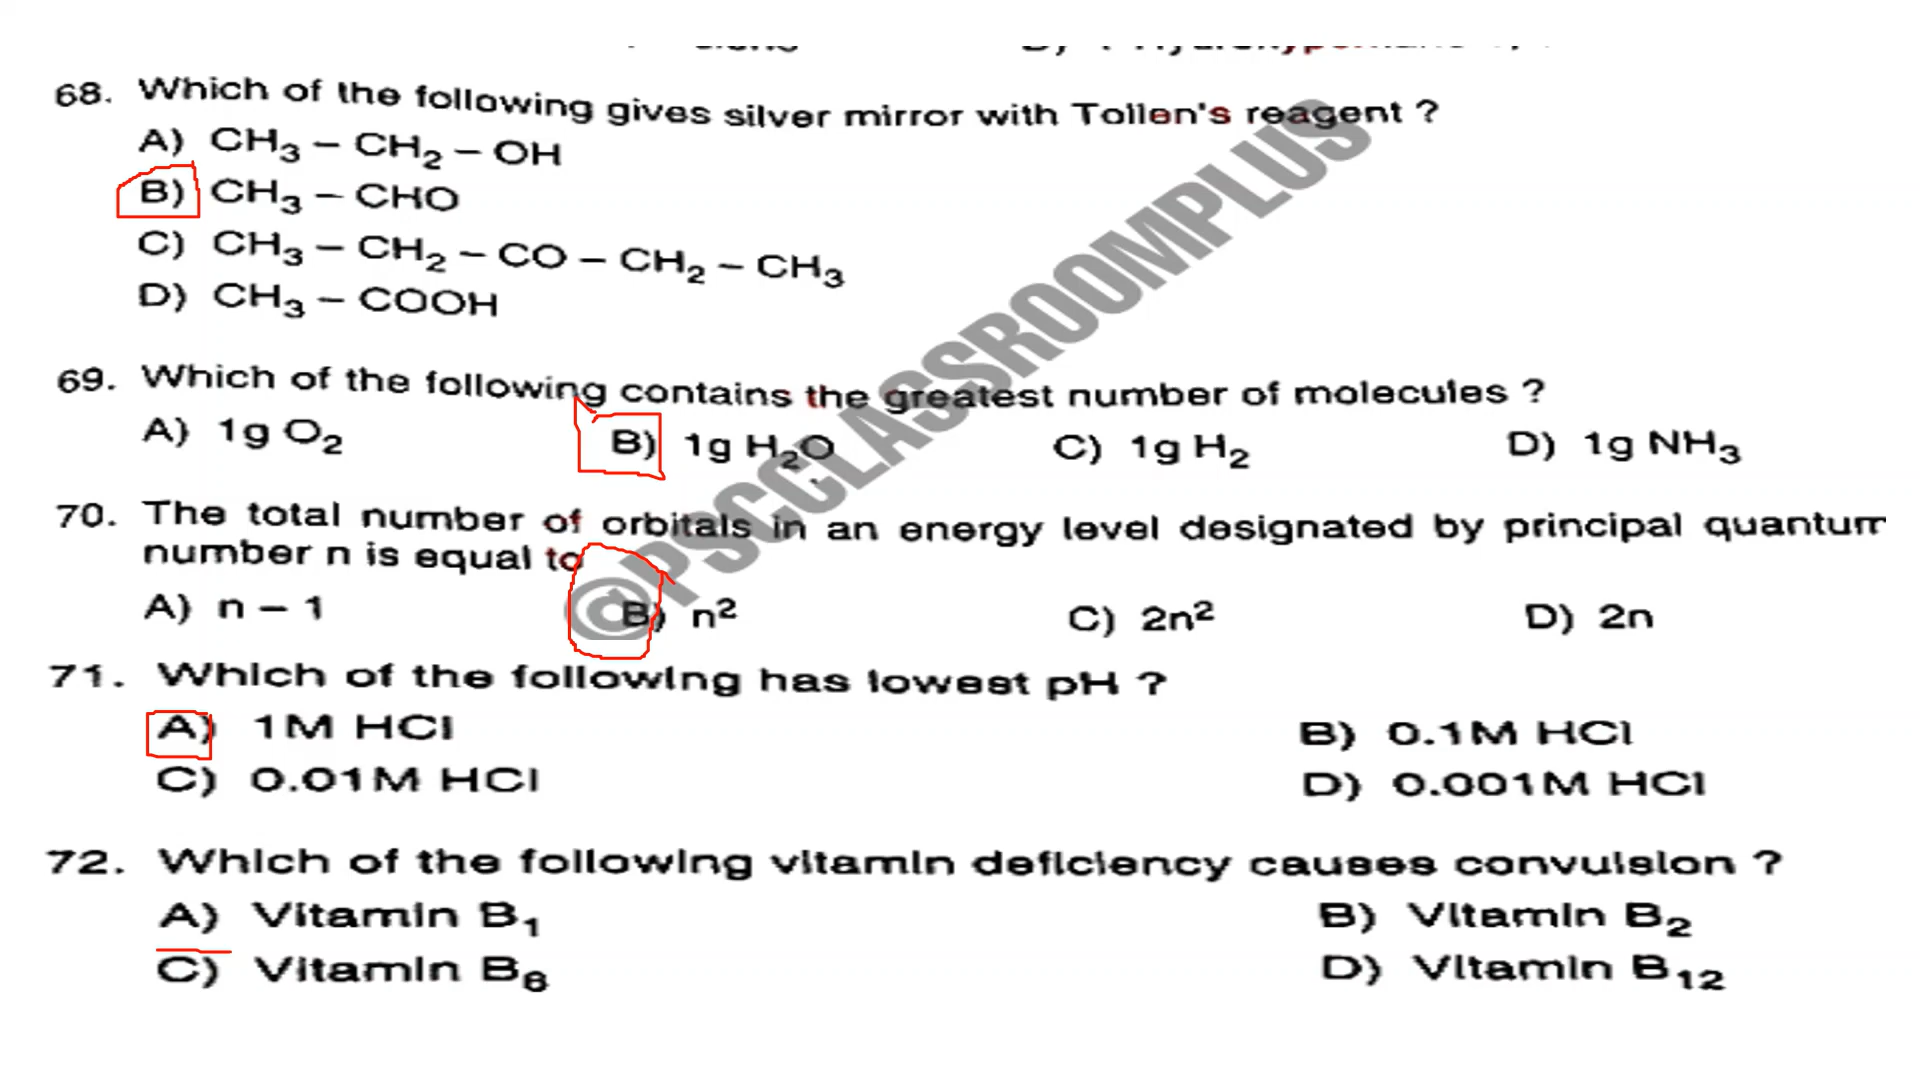 68. Which of the following gives silver mirror with Tollen's reagent ?
A) CH₃ – CH₂ – OH
B) CH₃ – CHO
C) CH₃ – CH₂ – CO – CH₂ – CH₃
D) CH₃ – COOH
69. Which of the following contains the greatest number of molecules ?
A) 1g O₂ B) 1g H₂O C) 1g H₂ D) 1g NH₃
70. The total number of orbitals in an energy level designated by principal quantum
number n is equal to
A) n – 1 B) n² C) 2n² D) 2n
71. Which of the following has lowest pH ?
A) 1M HCl B) 0.1M HCl
C) 0.01M HCl D) 0.001M HCl
72. Which of the following vitamin deficiency causes convulsion ?
A) Vitamin B₁ B) Vitamin B₂
C) Vitamin B₆ D) Vitamin B₁₂
@PSCCLASSROOMPLUS